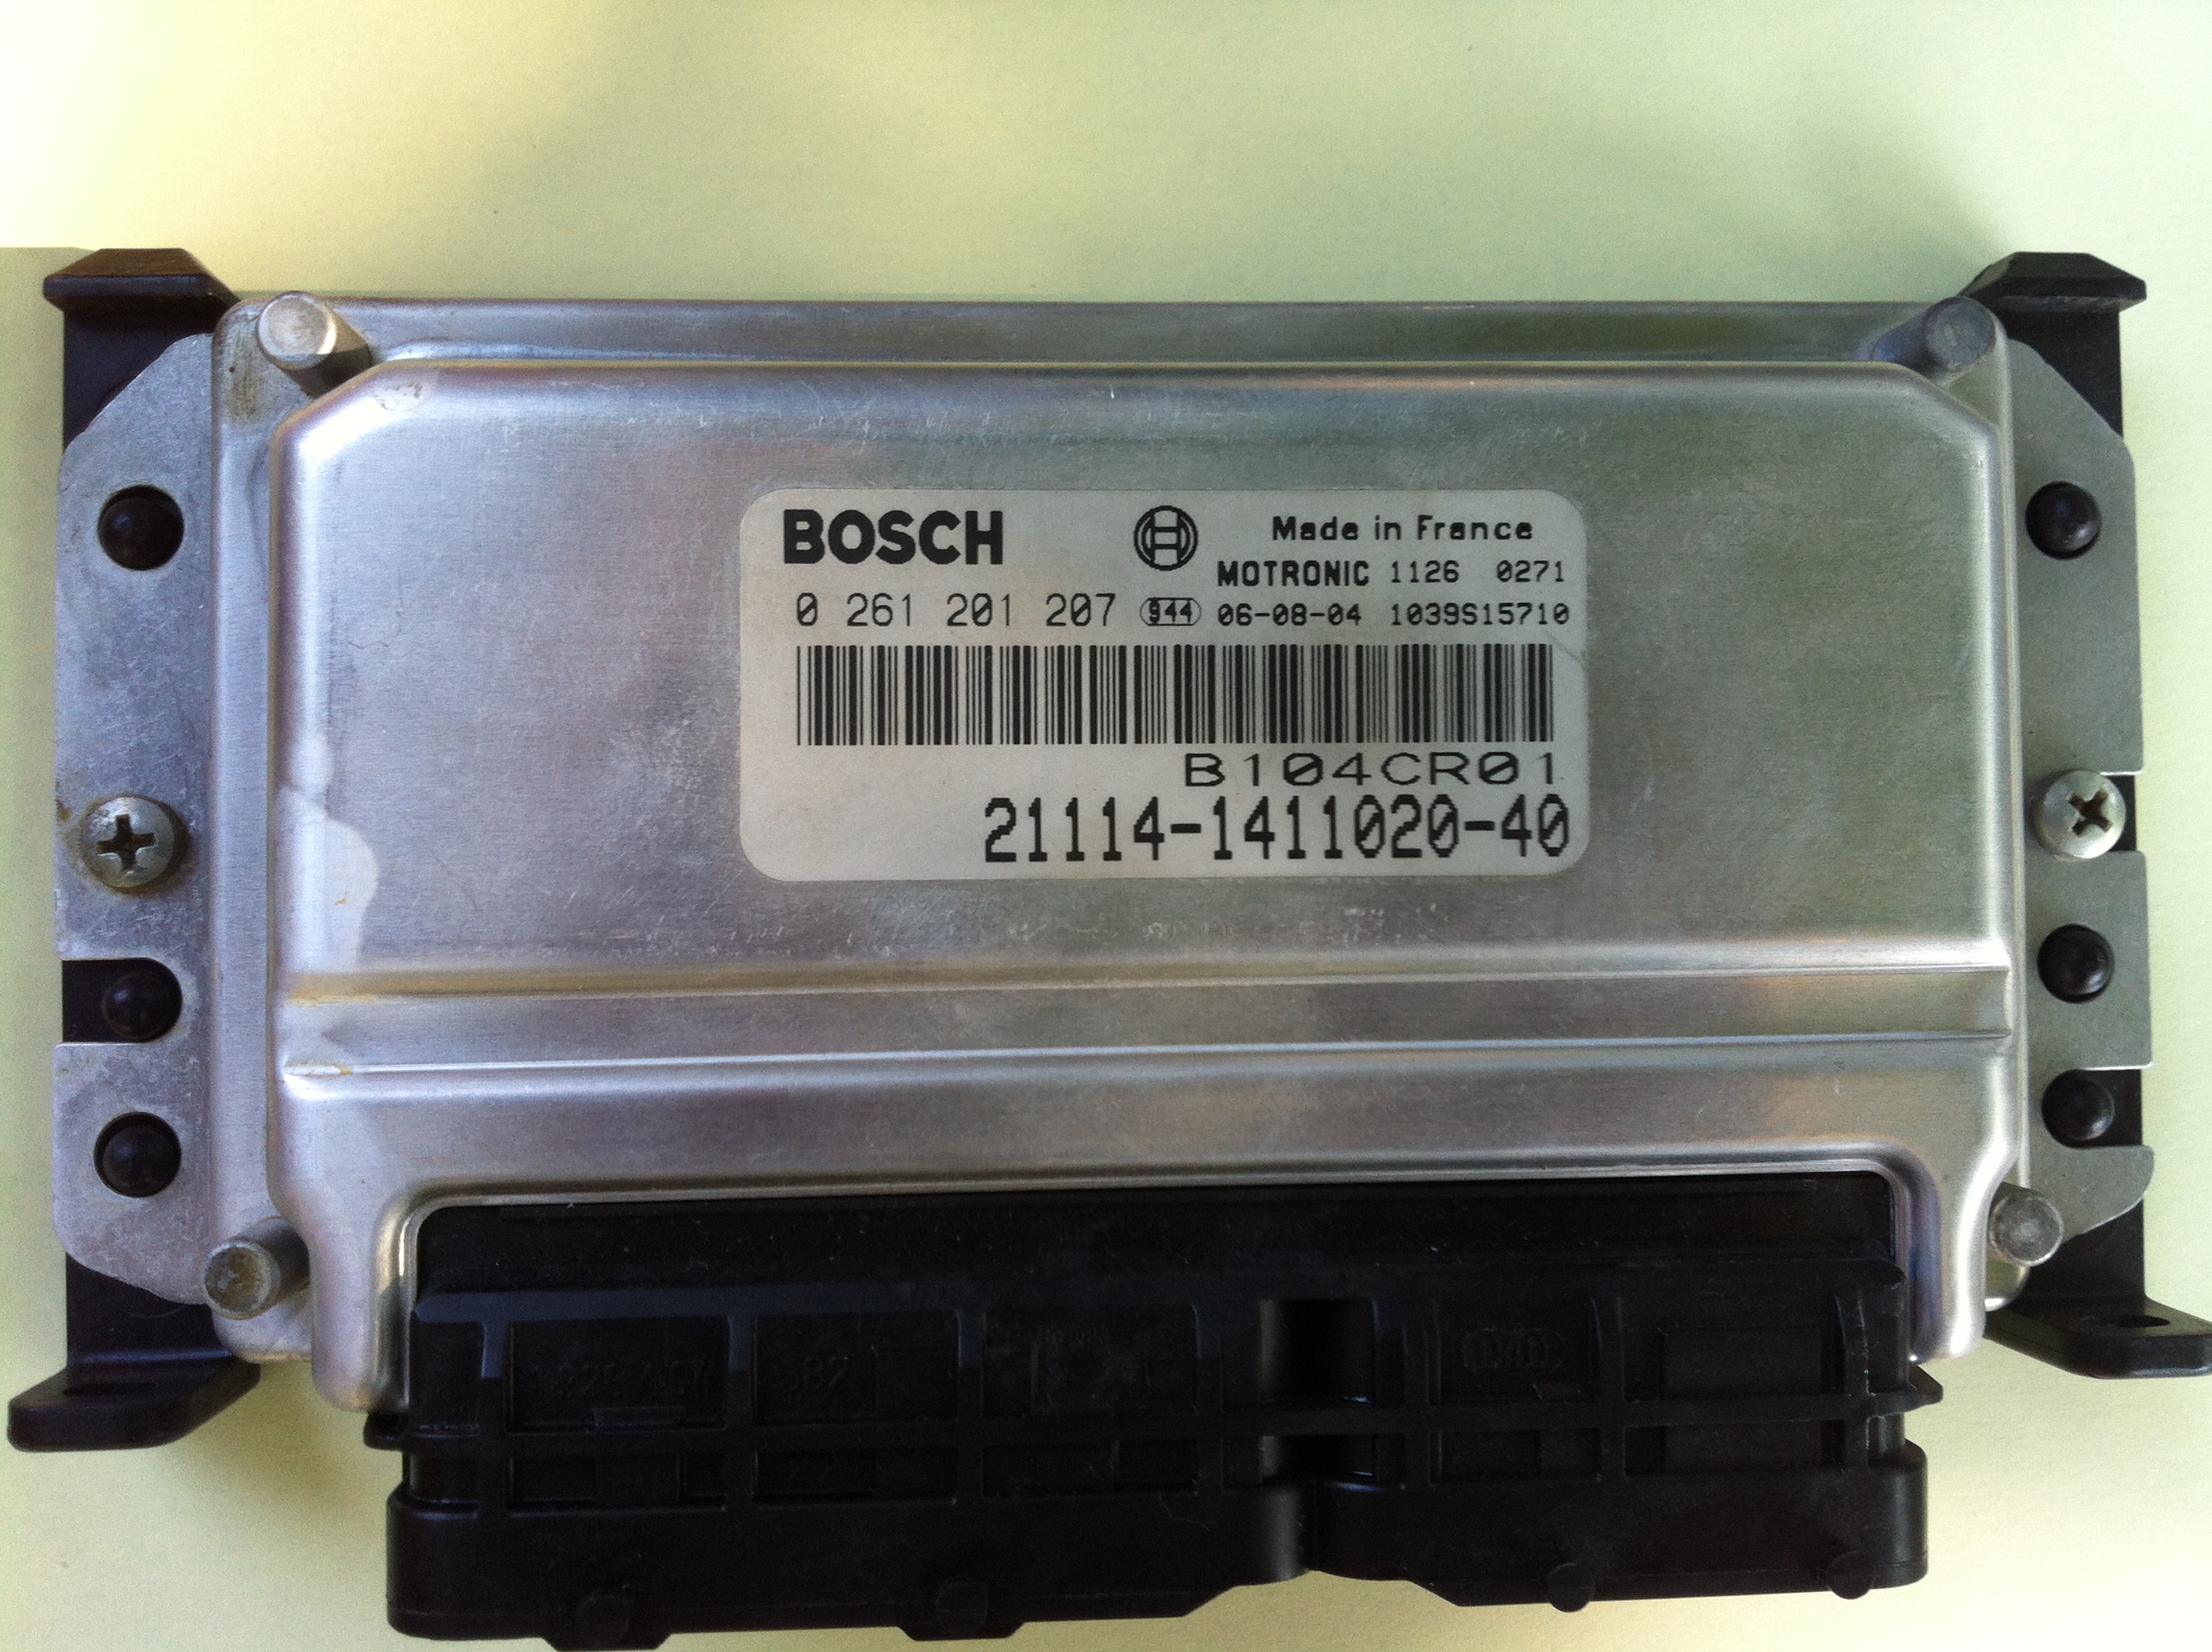 BOSCH
Made in France
MOTRONIC 1126 0271
0 261 201 207 944 06-08-04 1039S15710
B104CR01
21114-1411020-40